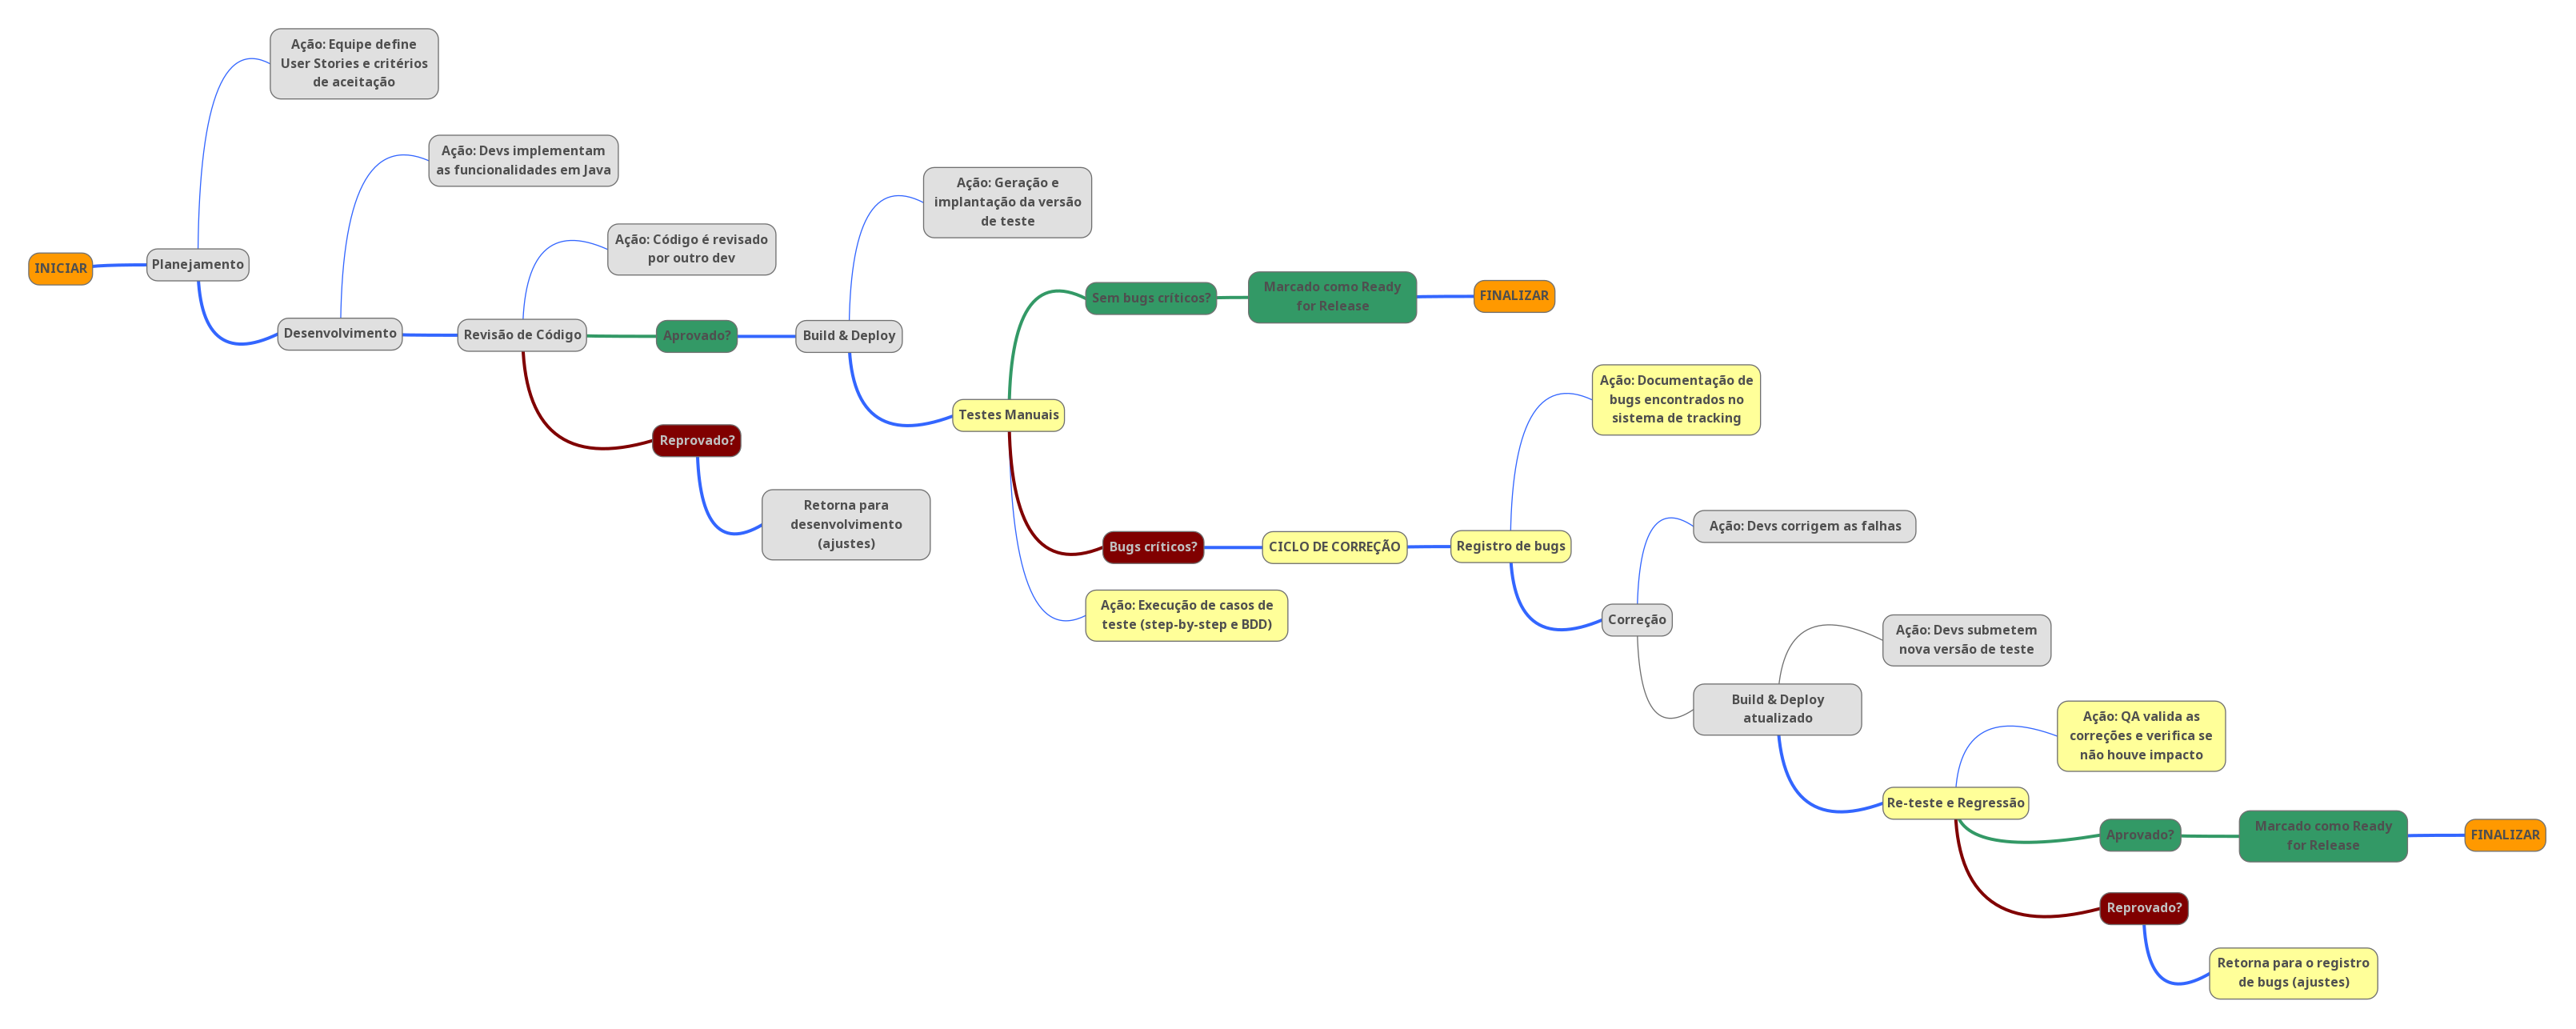 Ação: Equipe define
User Stories e critérios
de aceitação
Ação: Devs implementam
as funcionalidades em Java
Ação: Geração e
implantação da versão
de teste
Ação: Código é revisado
por outro dev
INICIAR
Planejamento
Desenvolvimento
Revisão de Código
Aprovado?
Build & Deploy
Sem bugs críticos?
Marcado como Ready
for Release
FINALIZAR
Testes Manuais
Reprovado?
Retorna para
desenvolvimento
(ajustes)
Ação: Documentação de
bugs encontrados no
sistema de tracking
Bugs críticos?
CICLO DE CORREÇÃO
Registro de bugs
Ação: Execução de casos de
teste (step-by-step e BDD)
Ação: Devs corrigem as falhas
Correção
Ação: Devs submetem
nova versão de teste
Build & Deploy
atualizado
Ação: QA valida as
correções e verifica se
não houve impacto
Re-teste e Regressão
Aprovado?
Marcado como Ready
for Release
FINALIZAR
Reprovado?
Retorna para o registro
de bugs (ajustes)